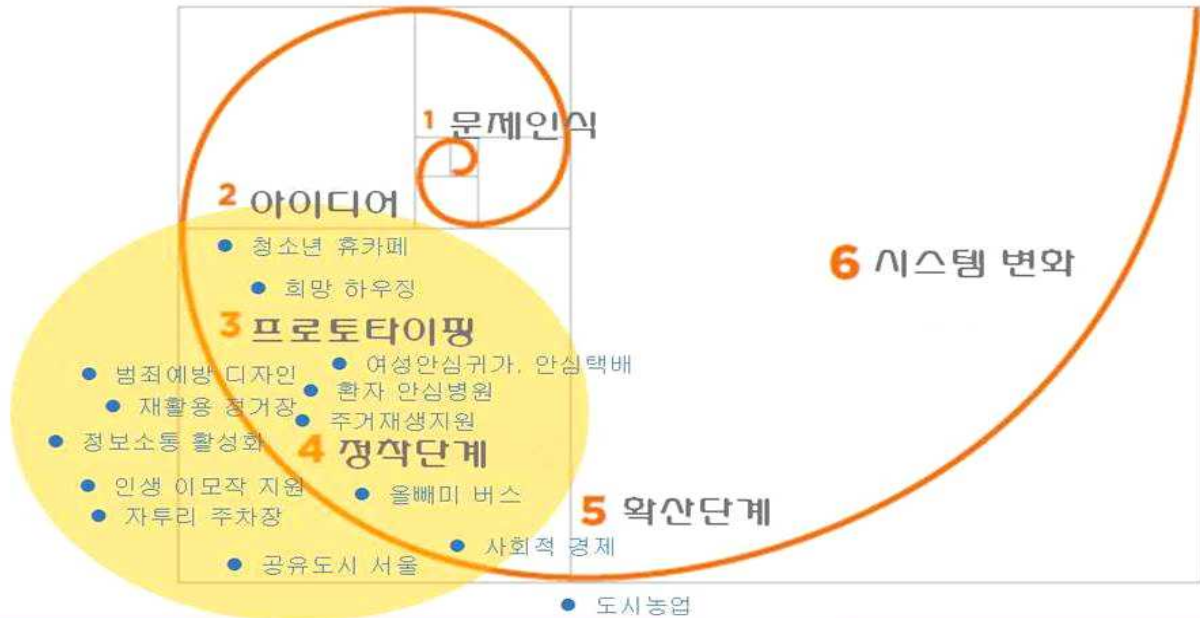 1 문제인식
2 아이디어
● 청소년 휴카페
● 희망 하우징
6 시스템 변화
3 프로토타이핑
● 여성안심귀가, 안심택배
● 범죄예방 디자인
● 환자 안심병원
● 재활용 정거장
● 주거재생지원
● 정보소통 활성화
4 정착단계
● 인생 이모작 지원
● 올빼미 버스
● 자투리 주차장
5 확산단계
● 사회적 경제
● 공유도시 서울
● 도시농업